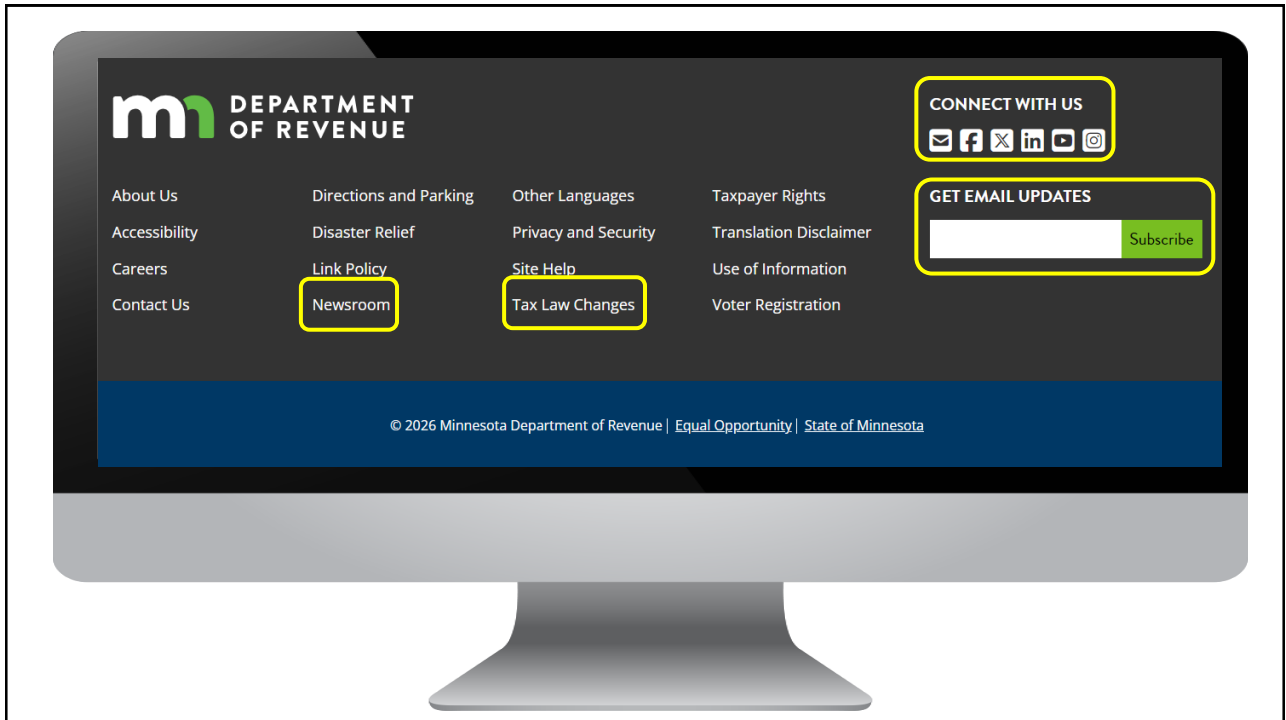 mn DEPARTMENT
OF REVENUE
About Us
Accessibility
Careers
Contact Us
Directions and Parking
Disaster Relief
Link Policy
Newsroom
Other Languages
Privacy and Security
Site Help
Tax Law Changes
Taxpayer Rights
Translation Disclaimer
Use of Information
Voter Registration
CONNECT WITH US
GET EMAIL UPDATES
Subscribe
© 2026 Minnesota Department of Revenue | Equal Opportunity | State of Minnesota